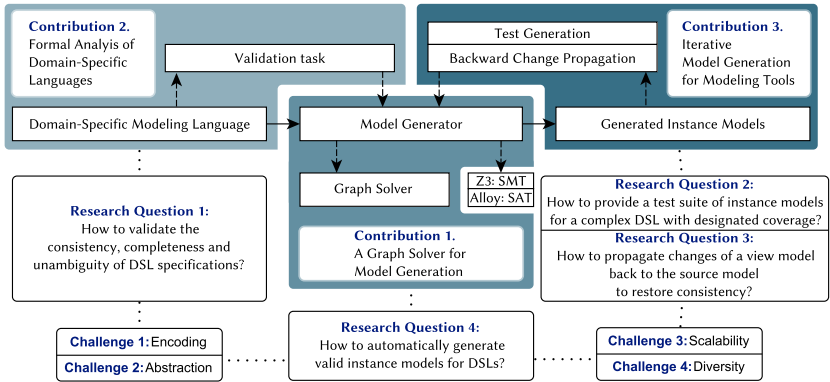 Contribution 2.
Formal Analyis of
Domain-Specific
Languages
Validation task
Test Generation
Backward Change Propagation
Contribution 3.
Iterative
Model Generation
for Modeling Tools
Domain-Specific Modeling Language
Model Generator
Generated Instance Models
Graph Solver
Z3: SMT
Alloy: SAT
Contribution 1.
A Graph Solver for
Model Generation
Research Question 1:
How to validate the
consistency, completeness and
unambiguity of DSL specifications?
Research Question 2:
How to provide a test suite of instance models
for a complex DSL with designated coverage?
Research Question 3:
How to propagate changes of a view model
back to the source model
to restore consistency?
Challenge 1: Encoding
Challenge 2: Abstraction
Research Question 4:
How to automatically generate
valid instance models for DSLs?
Challenge 3: Scalability
Challenge 4: Diversity